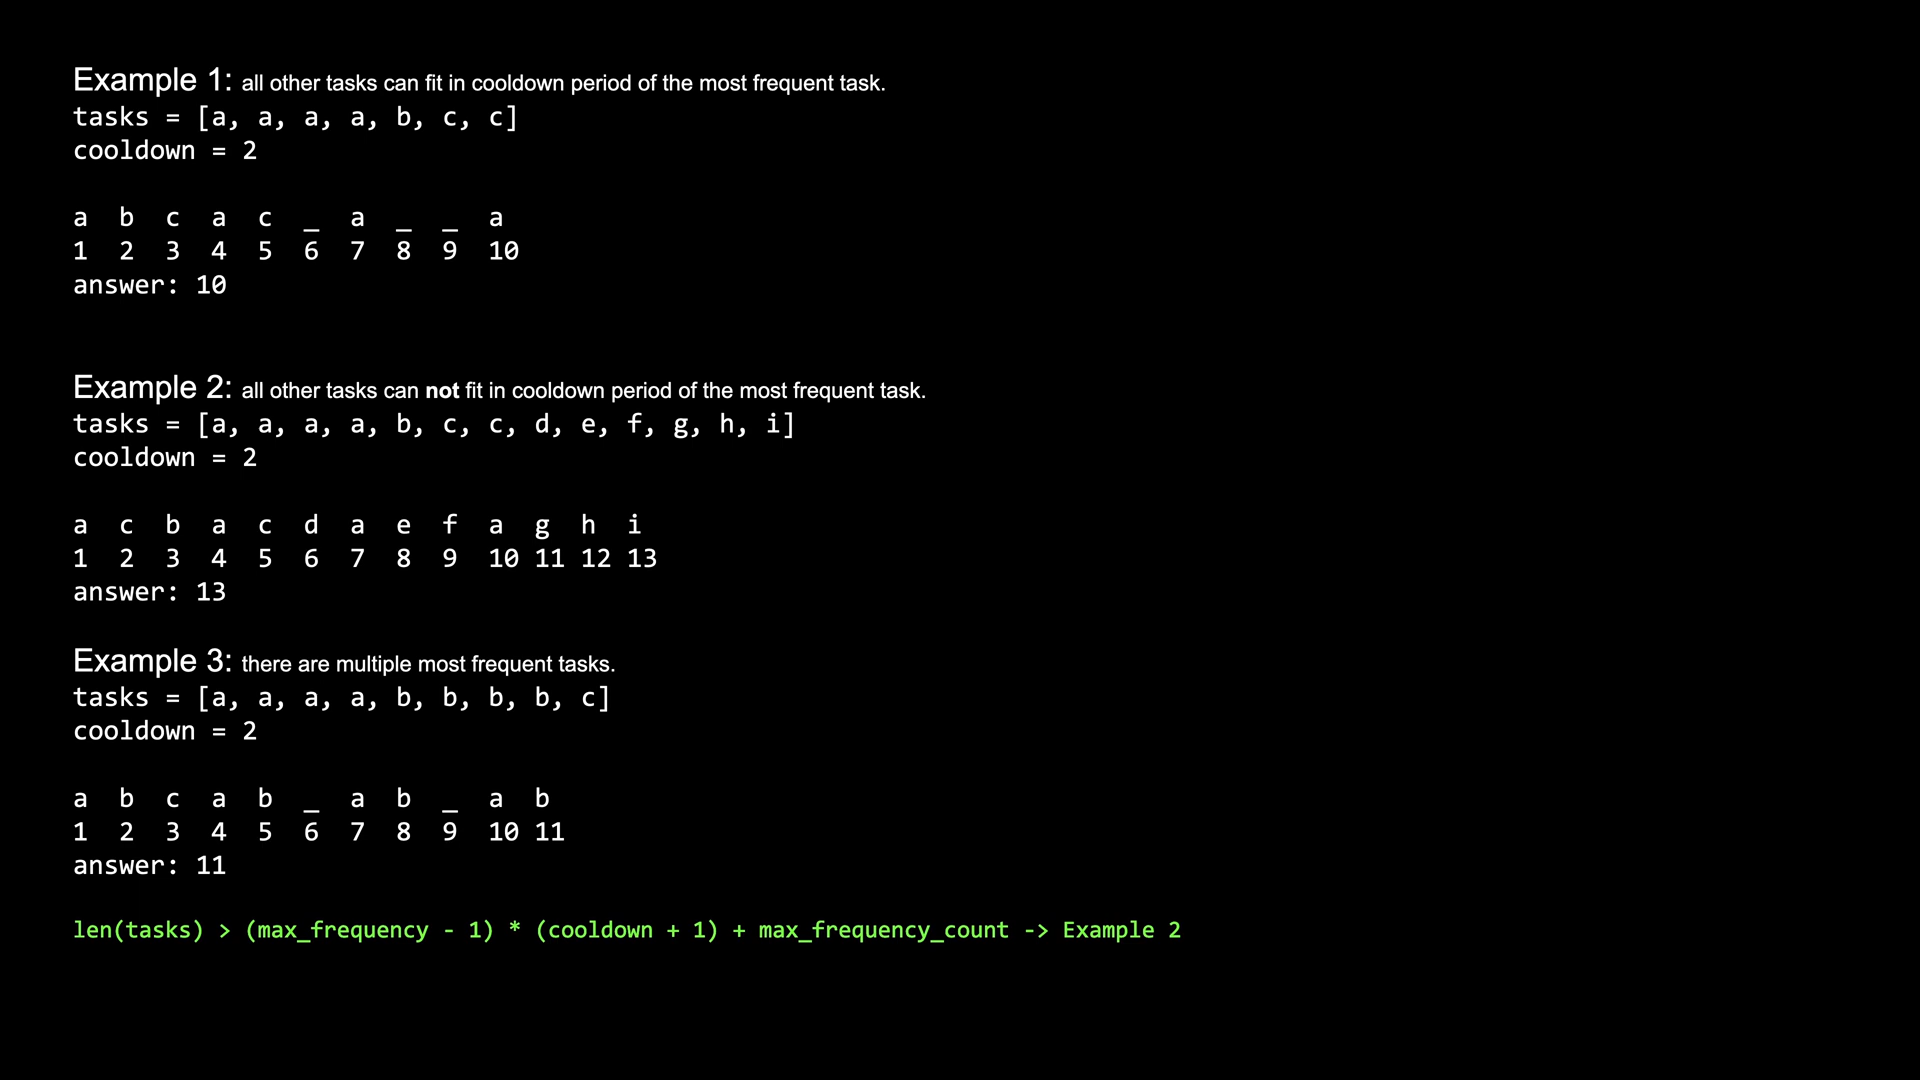 Example 1: all other tasks can fit in cooldown period of the most frequent task.
tasks = [a, a, a, a, b, c, c]
cooldown = 2
a b c a c _ a _ _ a
1 2 3 4 5 6 7 8 9 10
answer: 10
Example 2: all other tasks can not fit in cooldown period of the most frequent task.
tasks = [a, a, a, a, b, c, c, d, e, f, g, h, i]
cooldown = 2
a c b a c d a e f a g h i
1 2 3 4 5 6 7 8 9 10 11 12 13
answer: 13
Example 3: there are multiple most frequent tasks.
tasks = [a, a, a, a, b, b, b, b, c]
cooldown = 2
a b c a b _ a b _ a b
1 2 3 4 5 6 7 8 9 10 11
answer: 11
len(tasks) > (max_frequency - 1) * (cooldown + 1) + max_frequency_count -> Example 2